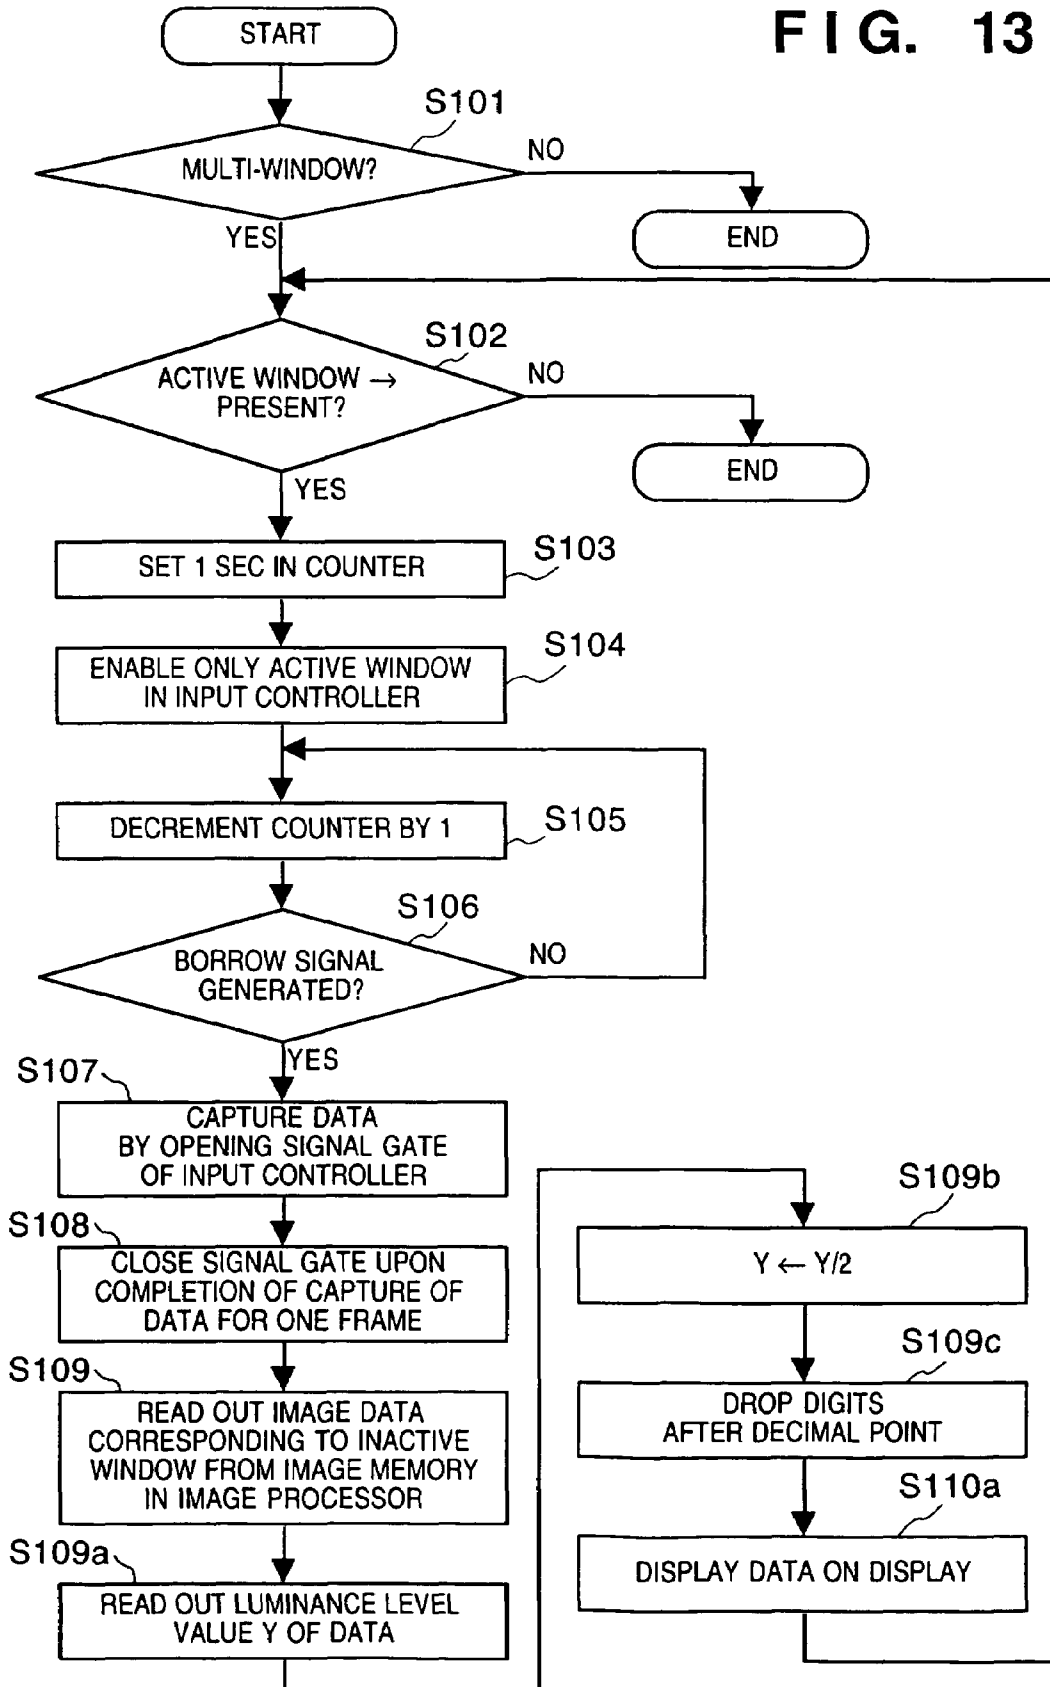 FIG. 13
START
S101
MULTI-WINDOW?
NO
END
YES
S102
ACTIVE WINDOW →
PRESENT?
NO
END
YES
SET 1 SEC IN COUNTER
S103
ENABLE ONLY ACTIVE WINDOW
IN INPUT CONTROLLER
S104
DECREMENT COUNTER BY 1
S105
S106
BORROW SIGNAL
GENERATED?
NO
YES
S107
CAPTURE DATA
BY OPENING SIGNAL GATE
OF INPUT CONTROLLER
S108
CLOSE SIGNAL GATE UPON
COMPLETION OF CAPTURE OF
DATA FOR ONE FRAME
S109
READ OUT IMAGE DATA
CORRESPONDING TO INACTIVE
WINDOW FROM IMAGE MEMORY
IN IMAGE PROCESSOR
S109a
READ OUT LUMINANCE LEVEL
VALUE Y OF DATA
S109b
Y ← Y/2
S109c
DROP DIGITS
AFTER DECIMAL POINT
S110a
DISPLAY DATA ON DISPLAY